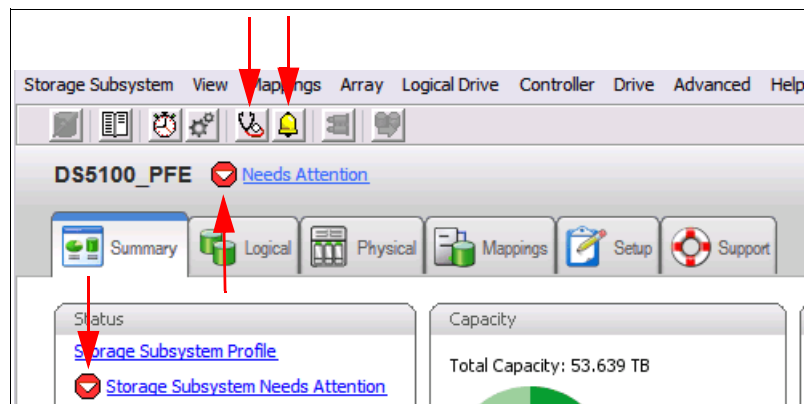 Storage Subsystem View Mappings Array Logical Drive Controller Drive Advanced Help
DS5100_PFE Needs Attention
Summary Logical Physical Mappings Setup Support
Status
Capacity
Storage Subsystem Profile
Total Capacity: 53.639 TB
Storage Subsystem Needs Attention